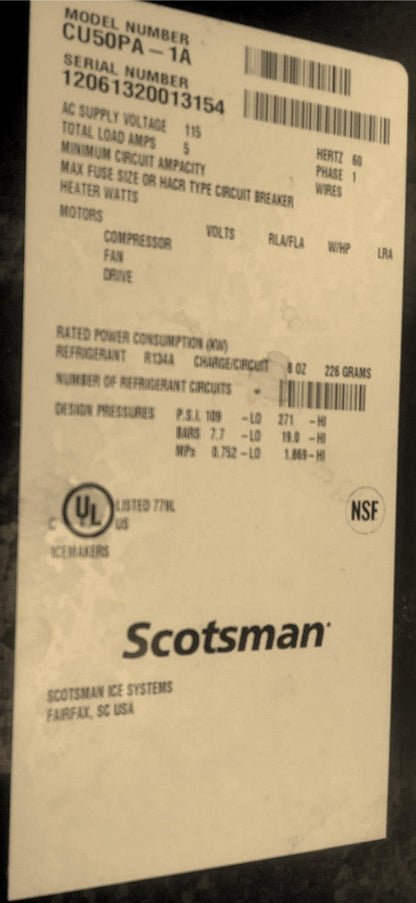 MODEL NUMBER
CU50PA-1A
SERIAL NUMBER
12061320013154
AC SUPPLY VOLTAGE 115 HERTZ 60
TOTAL LOAD AMPS 5 PHASE 1
MINIMUM CIRCUIT AMPACITY WIRES
MAX FUSE SIZE OR HACR TYPE CIRCUIT BREAKER
HEATER WATTS
MOTORS VOLTS RLA/FLA W/HP LRA
COMPRESSOR
FAN
DRIVE
RATED POWER CONSUMPTION (KW)
REFRIGERANT R134A CHARGE/CIRCUIT 8 OZ 226 GRAMS
NUMBER OF REFRIGERANT CIRCUITS -
DESIGN PRESSURES P.S.I. 109 -LO 271 -HI
BARS 7.7 -LO 19.0 -HI
MPa 0.752 -LO 1.869-HI
C UL US LISTED 779L
NSF
ICEMAKERS
Scotsman
SCOTSMAN ICE SYSTEMS
FAIRFAX, SC USA